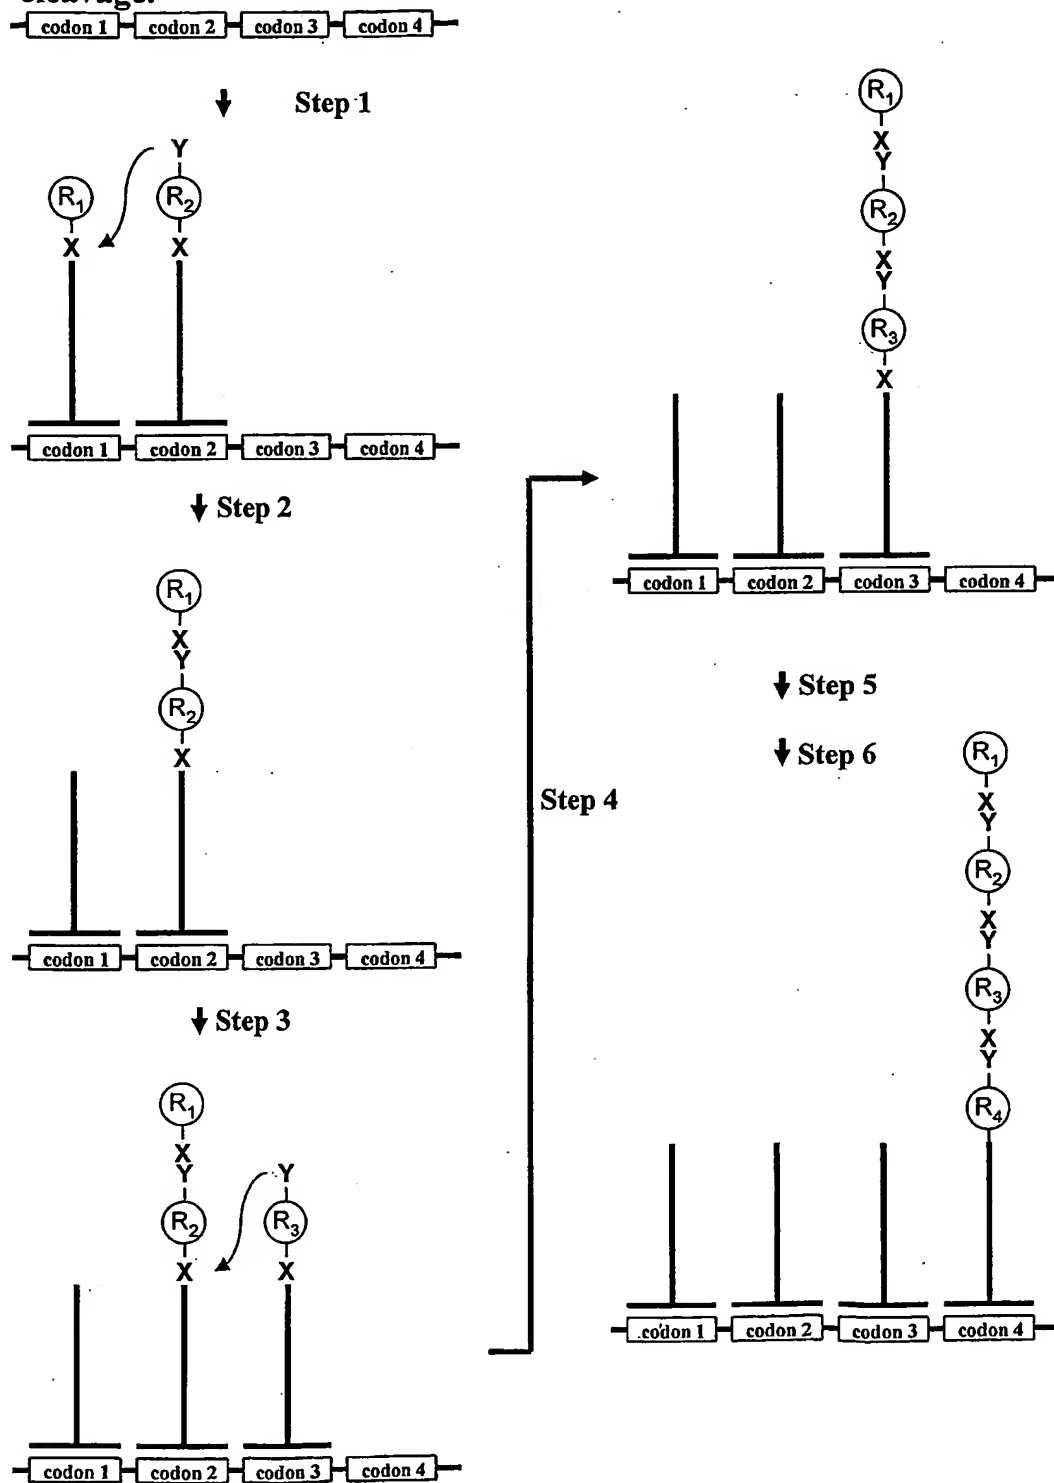 cleavage.
codon 1 codon 2 codon 3 codon 4
Step 1
Y
R1 R2
X X
codon 1 codon 2 codon 3 codon 4
Step 2
R1
X
Y
R2
X
codon 1 codon 2 codon 3 codon 4
Step 3
R1
X
Y Y
R2 R3
X X
codon 1 codon 2 codon 3 codon 4
Step 4
R1
X
Y
R2
X
Y
R3
X
codon 1 codon 2 codon 3 codon 4
Step 5
Step 6
R1
X
Y
R2
X
Y
R3
X
Y
R4
codon 1 codon 2 codon 3 codon 4